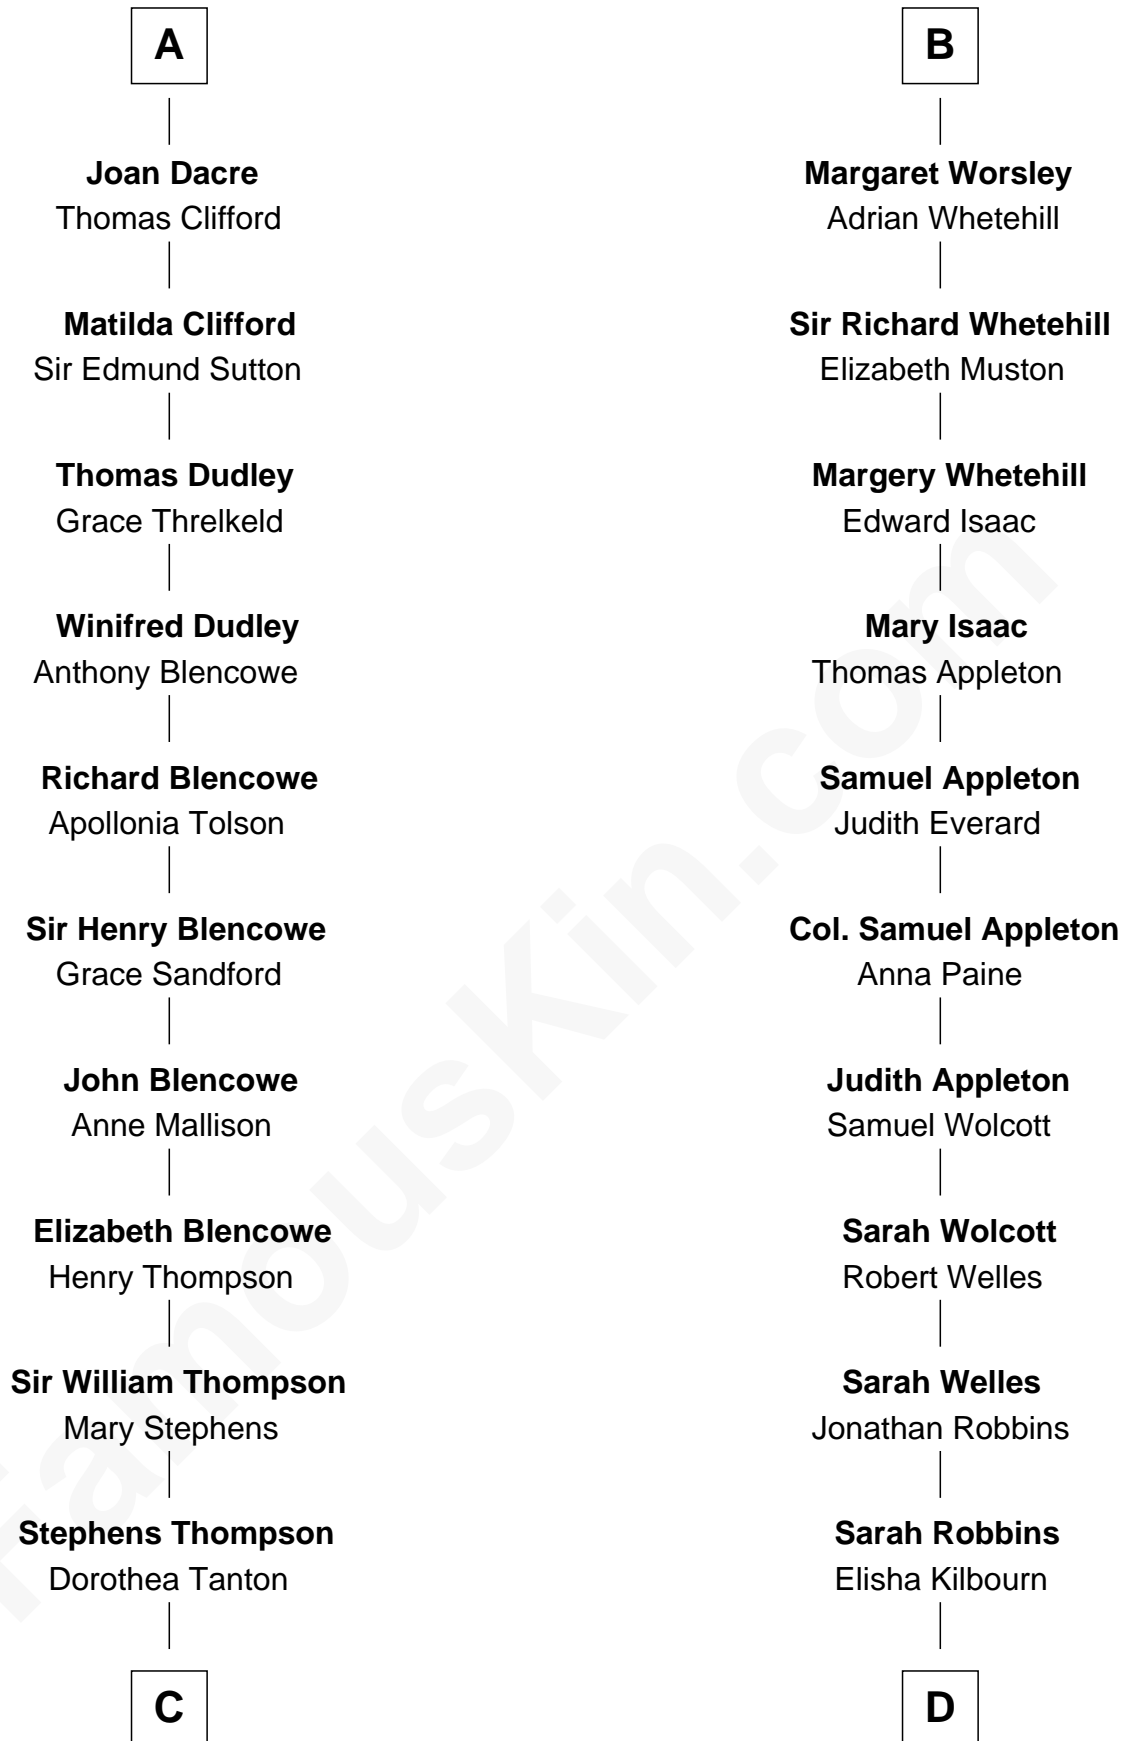 A
Joan Dacre
Thomas Clifford
Matilda Clifford
Sir Edmund Sutton
Thomas Dudley
Grace Threlkeld
Winifred Dudley
Anthony Blencowe
Richard Blencowe
Apollonia Tolson
Sir Henry Blencowe
Grace Sandford
John Blencowe
Anne Mallison
Elizabeth Blencowe
Henry Thompson
Sir William Thompson
Mary Stephens
Stephens Thompson
Dorothea Tanton
C
B
Margaret Worsley
Adrian Whetehill
Sir Richard Whetehill
Elizabeth Muston
Margery Whetehill
Edward Isaac
Mary Isaac
Thomas Appleton
Samuel Appleton
Judith Everard
Col. Samuel Appleton
Anna Paine
Judith Appleton
Samuel Wolcott
Sarah Wolcott
Robert Welles
Sarah Welles
Jonathan Robbins
Sarah Robbins
Elisha Kilbourn
D
FamousKin.com